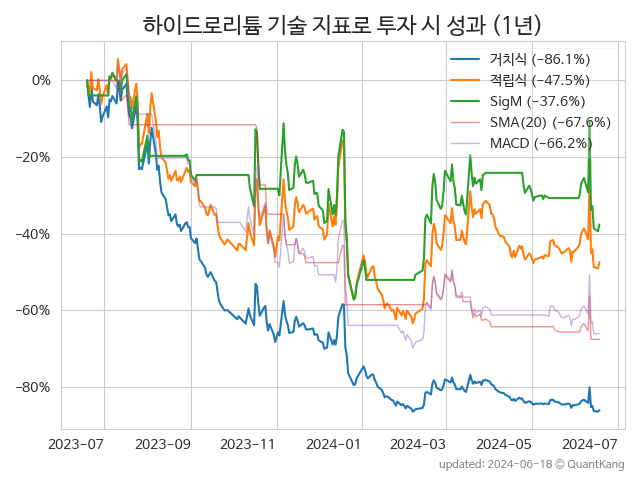 하이드로리튬 기술 지표로 투자 시 성과 (1년)
거치식 (−86.1%)
적립식 (−47.5%)
SigM (−37.6%)
SMA(20) (−67.6%)
MACD (−66.2%)
0%
−20%
−40%
−60%
−80%
2023−07 2023−09 2023−11 2024−01 2024−03 2024−05 2024−07
updated: 2024−06−18 © QuantKang